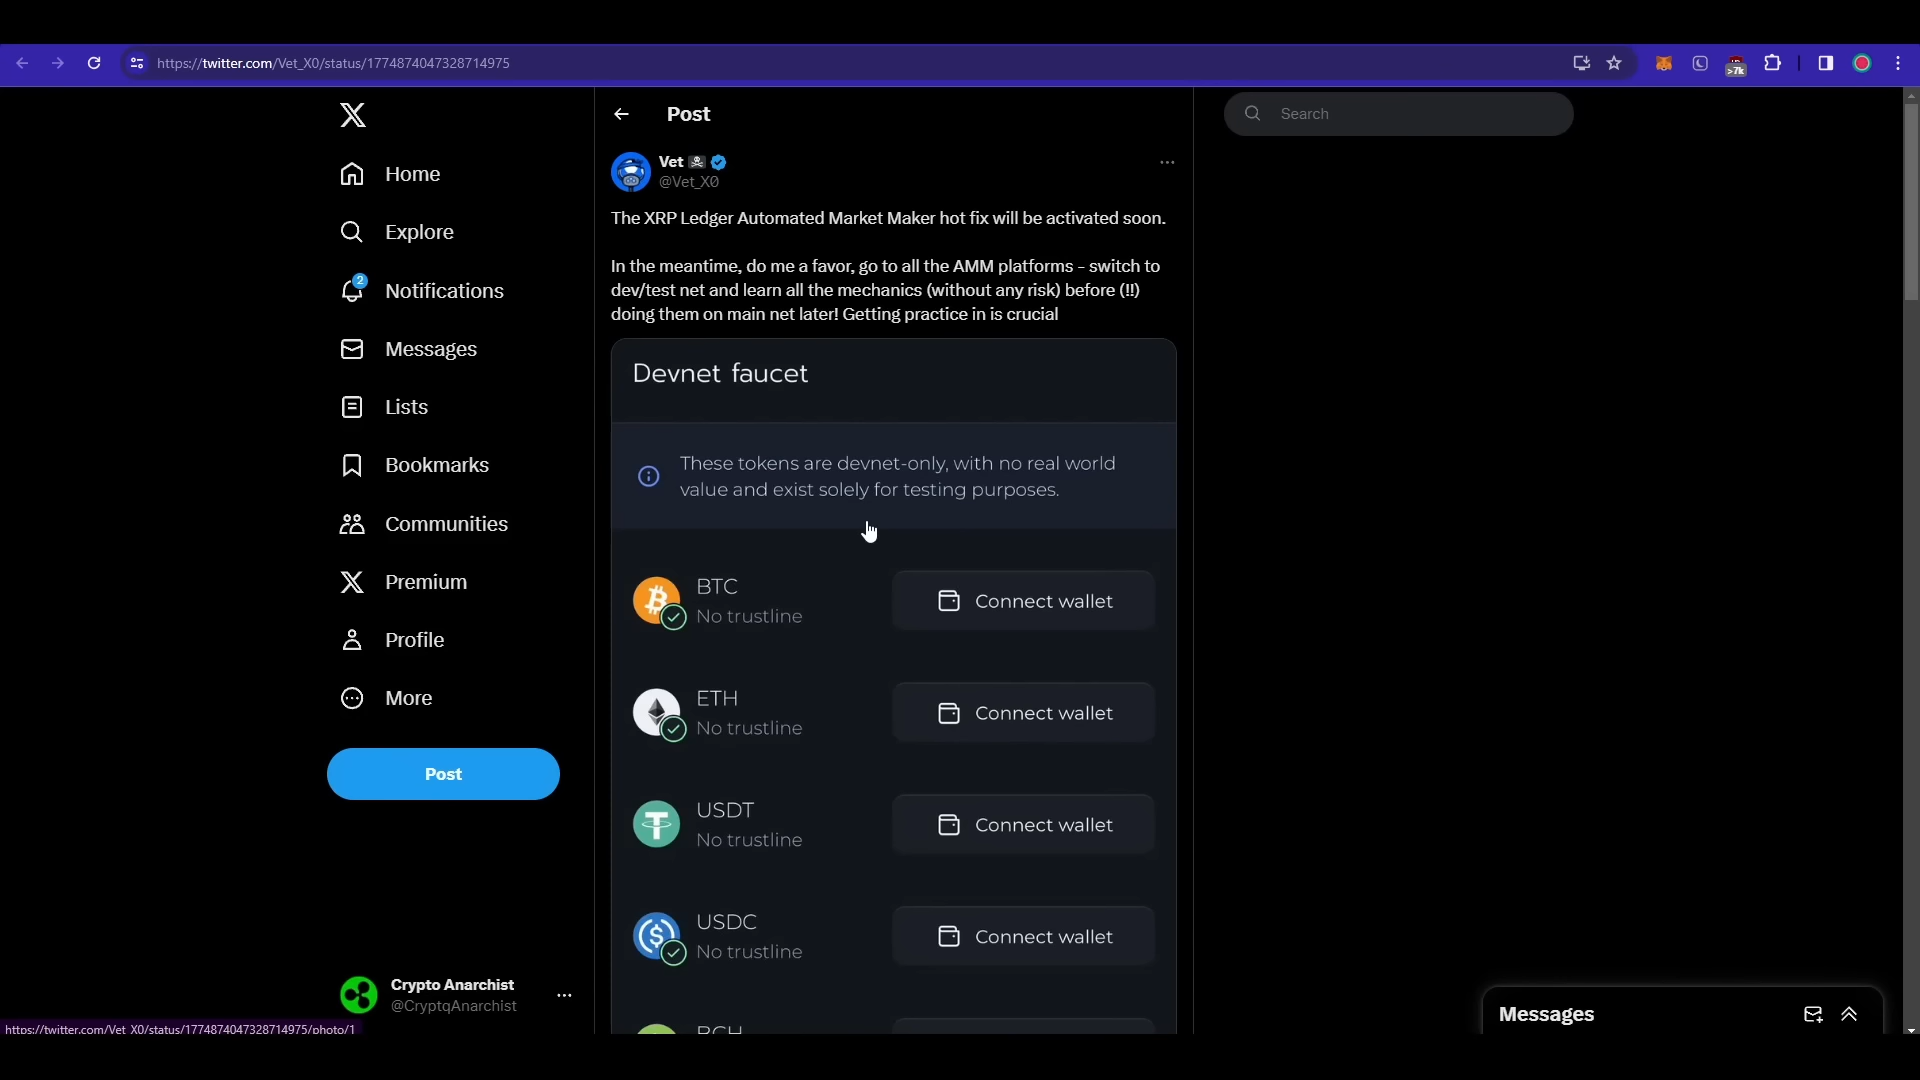 https://twitter.com/Vet_X0/status/1774874047328714975
>7k
Post
Search
Vet
@Vet_X0
Home
Explore
2
Notifications
Messages
Lists
Bookmarks
Communities
Premium
Profile
More
Post
The XRP Ledger Automated Market Maker hot fix will be activated soon.
In the meantime, do me a favor, go to all the AMM platforms - switch to
dev/test net and learn all the mechanics (without any risk) before (!!)
doing them on main net later! Getting practice in is crucial
Devnet faucet
These tokens are devnet-only, with no real world
value and exist solely for testing purposes.
BTC
No trustline
Connect wallet
ETH
No trustline
Connect wallet
USDT
No trustline
Connect wallet
USDC
No trustline
Connect wallet
BCH
Crypto Anarchist
@CryptqAnarchist
Messages
https://twitter.com/Vet_X0/status/1774874047328714975/photo/1